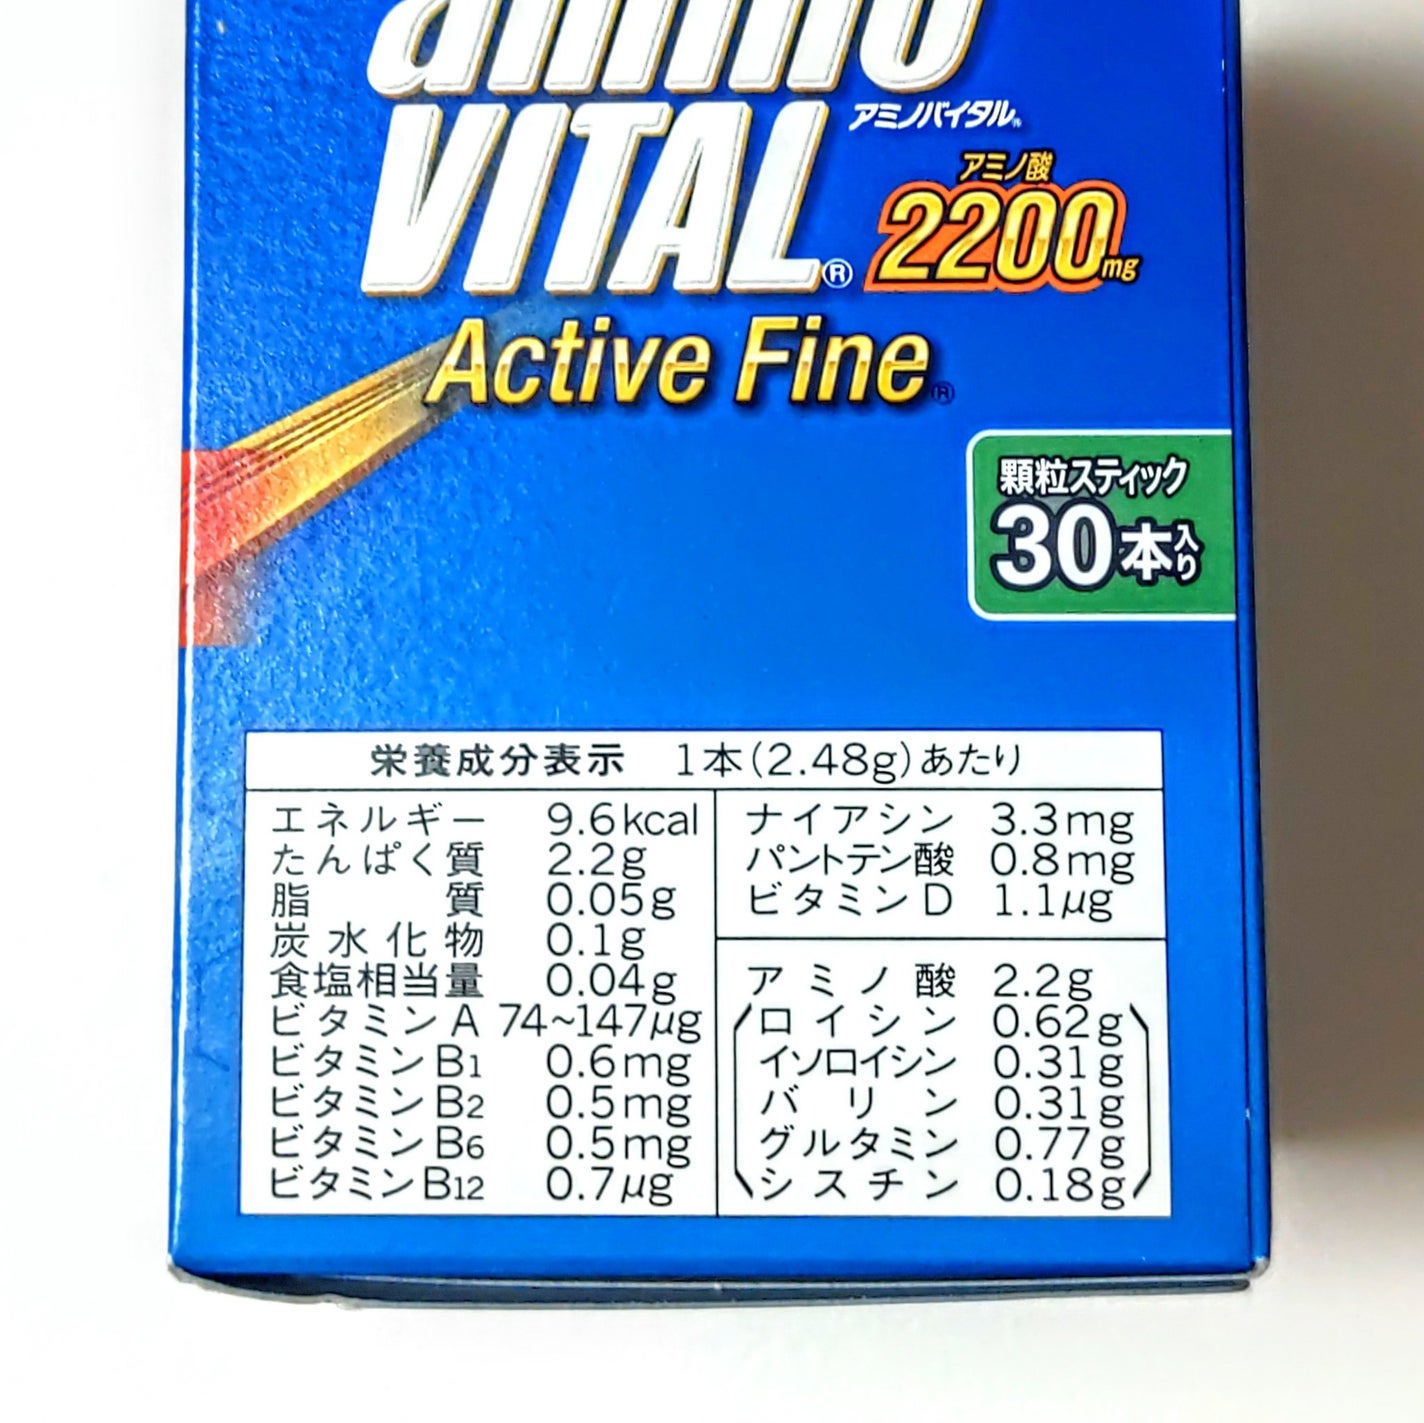 amino
VITAL®
アミノバイタル®
アミノ酸
2200mg
Active Fine®
顆粒スティック
30本入り
栄養成分表示 1本(2.48g)あたり
エネルギー 9.6kcal
たんぱく質 2.2g
脂質 0.05g
炭水化物 0.1g
食塩相当量 0.04g
ビタミンA 74~147μg
ビタミンB1 0.6mg
ビタミンB2 0.5mg
ビタミンB6 0.5mg
ビタミンB12 0.7μg
ナイアシン 3.3mg
パントテン酸 0.8mg
ビタミンD 1.1μg
アミノ酸 2.2g
ロイシン 0.62g
イソロイシン 0.31g
バリン 0.31g
グルタミン 0.77g
シスチン 0.18g